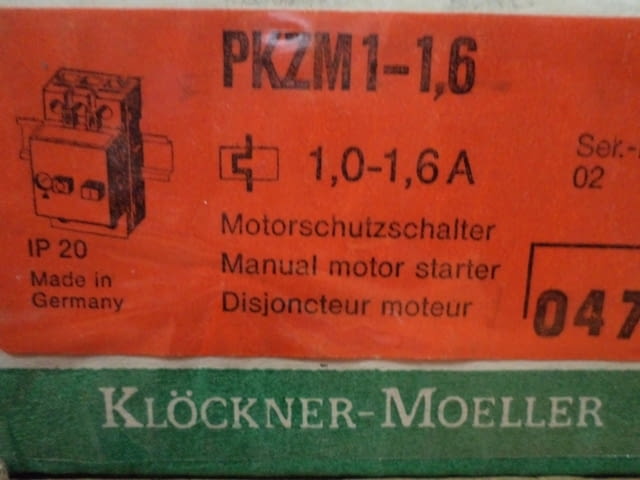 PKZM1-1,6
1,0-1,6A
Ser.-
02
Motorschutzschalter
Manual motor starter
Disjoncteur moteur
IP 20
Made in
Germany
047
KLÖCKNER-MOELLER